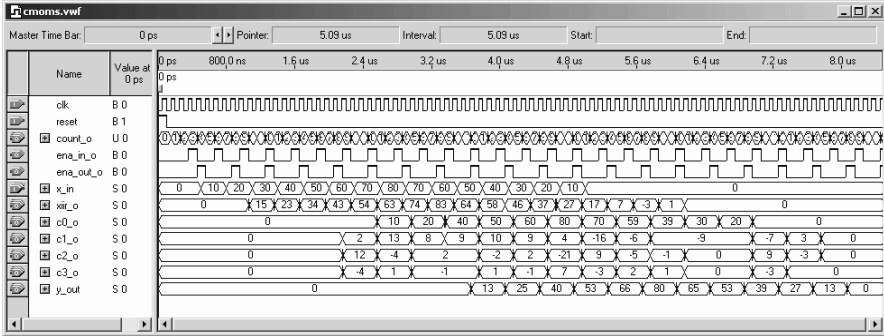 cmoms.vwf
Master Time Bar: 0 ps Pointer: 5.09 us Interval: 5.09 us Start: End:
Name Value at 0 ps
0 ps 800.0 ns 1.6 us 2.4 us 3.2 us 4.0 us 4.8 us 5.6 us 6.4 us 7.2 us 8.0 us
0 ps
clk B 0
reset B 1
count_o U 0
ena_in_o B 0
ena_out_o B 0
x_in S 0 0 10 20 30 40 50 60 70 80 70 60 50 40 30 20 10 0
xiir_o S 0 0 15 23 34 43 54 63 74 83 64 58 46 37 27 17 7 -3 1 0
c0_o S 0 0 10 20 40 50 60 80 70 59 39 30 20 0
c1_o S 0 0 2 13 8 9 10 9 4 -16 -6 -9 -7 3 0
c2_o S 0 0 12 -4 2 -2 2 -21 9 -5 -1 0 9 -3 0
c3_o S 0 0 -4 1 -1 1 -1 7 -3 2 1 0 -3 0
y_out S 0 0 13 25 40 53 66 80 65 53 39 27 13 0